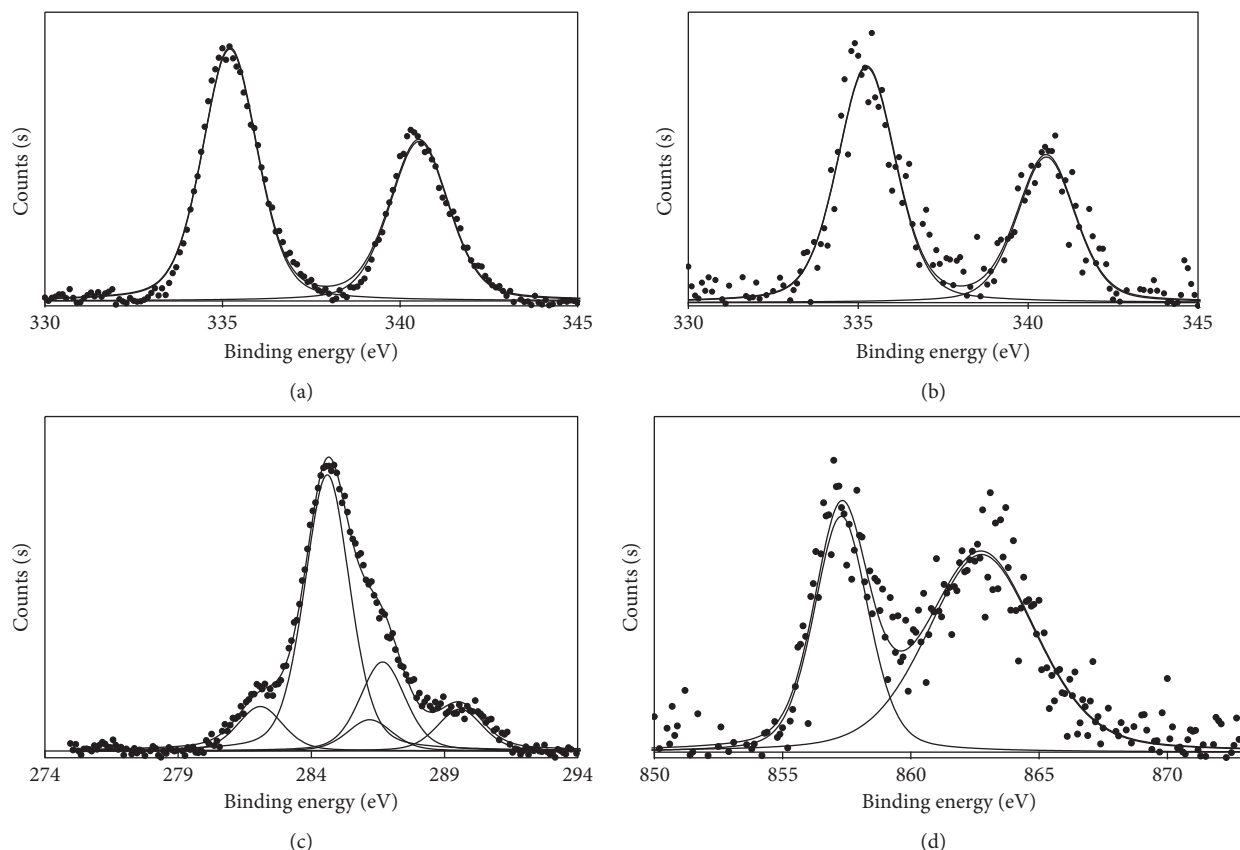 Counts (s)
330 335 340 345
Binding energy (eV)
(a)
Counts (s)
330 335 340 345
Binding energy (eV)
(b)
Counts (s)
274 279 284 289 294
Binding energy (eV)
(c)
Counts (s)
850 855 860 865 870
Binding energy (eV)
(d)